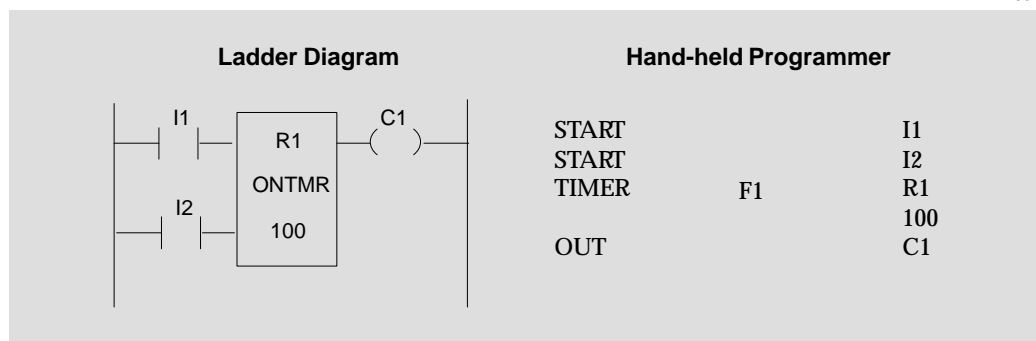 Ladder Diagram
Hand-held Programmer
I1
R1
C1
ONTMR
I2
100
START I1
START I2
TIMER F1 R1
100
OUT C1